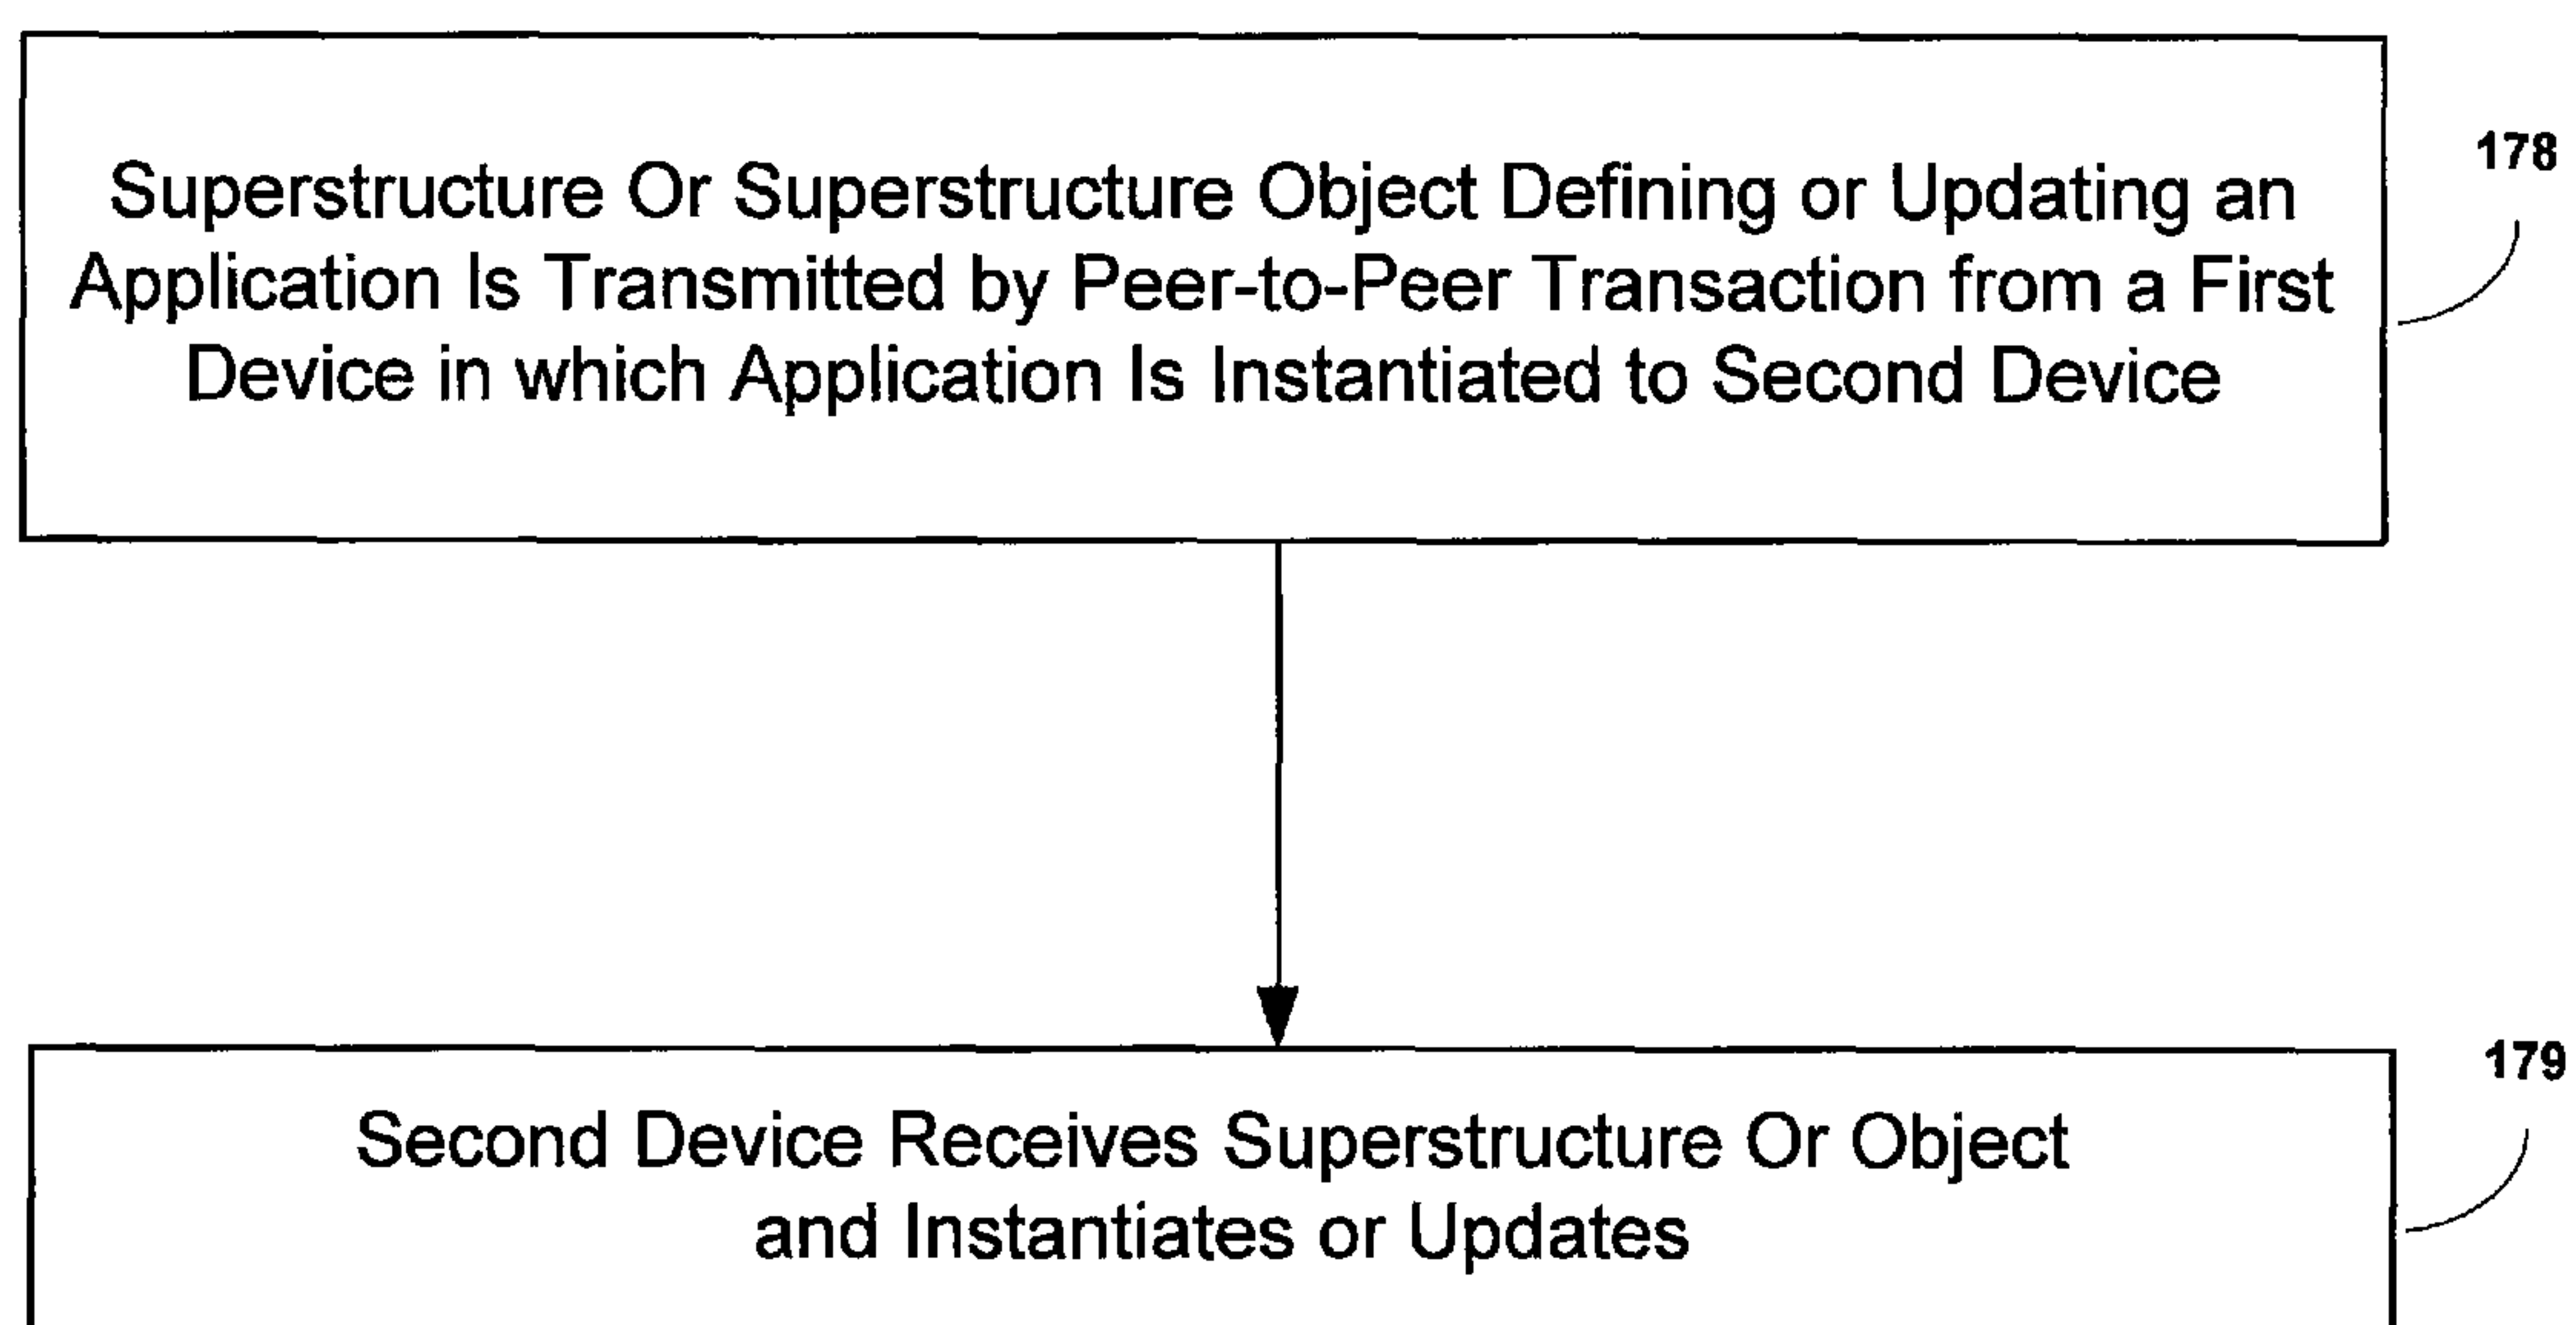 178
Superstructure Or Superstructure Object Defining or Updating an
Application Is Transmitted by Peer-to-Peer Transaction from a First
Device in which Application Is Instantiated to Second Device
179
Second Device Receives Superstructure Or Object
and Instantiates or Updates